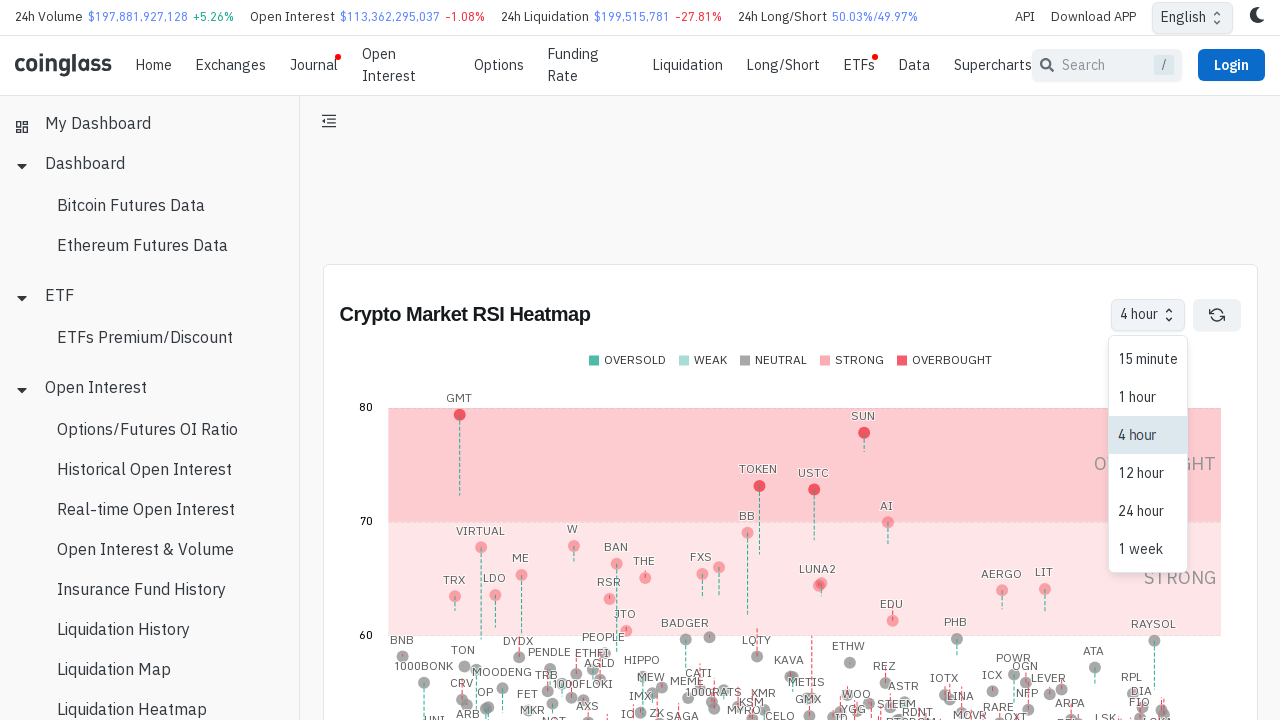 24h Volume $197,881,927,128 +5.26% Open Interest $113,362,295,037 -1.08% 24h Liquidation $199,515,781 -27.81% 24h Long/Short 50.03%/49.97% API Download APP English
coinglass Home Exchanges Journal Open Interest Options Funding Rate Liquidation Long/Short ETFs Data Supercharts Search / Login
My Dashboard
Dashboard
Bitcoin Futures Data
Ethereum Futures Data
ETF
ETFs Premium/Discount
Open Interest
Options/Futures OI Ratio
Historical Open Interest
Real-time Open Interest
Open Interest & Volume
Insurance Fund History
Liquidation History
Liquidation Map
Liquidation Heatmap
Crypto Market RSI Heatmap 4 hour
15 minute
1 hour
4 hour
12 hour
24 hour
1 week
OVERSOLD WEAK NEUTRAL STRONG OVERBOUGHT
80
GMT
SUN
TOKEN USTC
AI
BB
70
VIRTUAL W
BAN
ME THE FXS
LUNA2
TRX LDO RSR AERGO LIT
STRONG
EDU
JTO BADGER PHB RAYSOL
60
BNB DYDX PEOPLE LQTY
TON PENDLE ETHFI ETHW ATA
1000BONK AGLD HIPPO KAVA REZ POWR OGN
MOODENG TRB MEW CATI ICX RPL
CRV 1000FLOKI MEME METIS ASTR IOTX LEVER
OP FET IMX 1000RATS XMR WOO LINA NFP DIA
AXS KSM GMX STEEM ARPA FIO
ARB MKR ZK SAGA MYRO CELO YGG RDNT MOVR RARE
UNI NOT ID OXT LSK